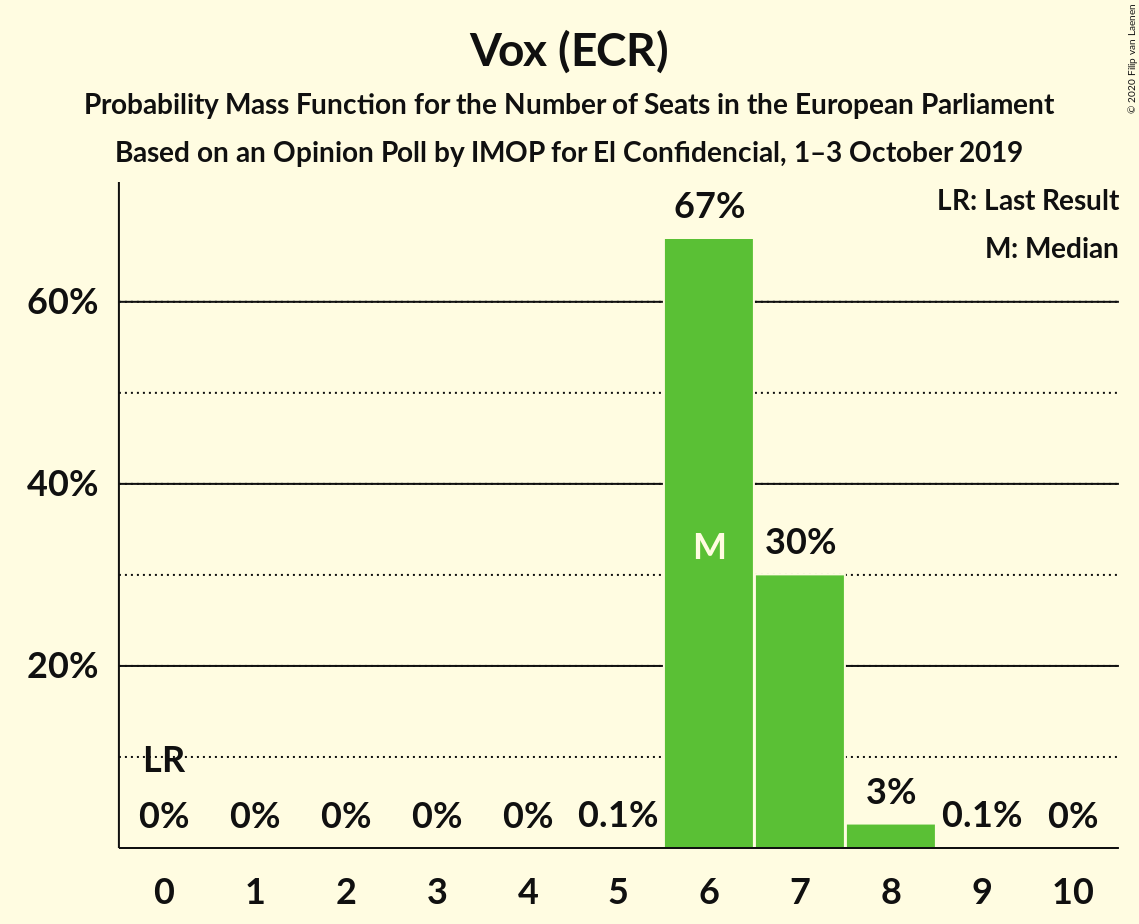 Vox (ECR)
Probability Mass Function for the Number of Seats in the European Parliament
Based on an Opinion Poll by IMOP for El Confidencial, 1–3 October 2019
© 2020 Filip van Laenen
LR: Last Result
M: Median
67%
60%
40%
M
30%
20%
LR
0% 0% 0% 0% 0% 0.1% 3% 0.1% 0%
0 1 2 3 4 5 6 7 8 9 10